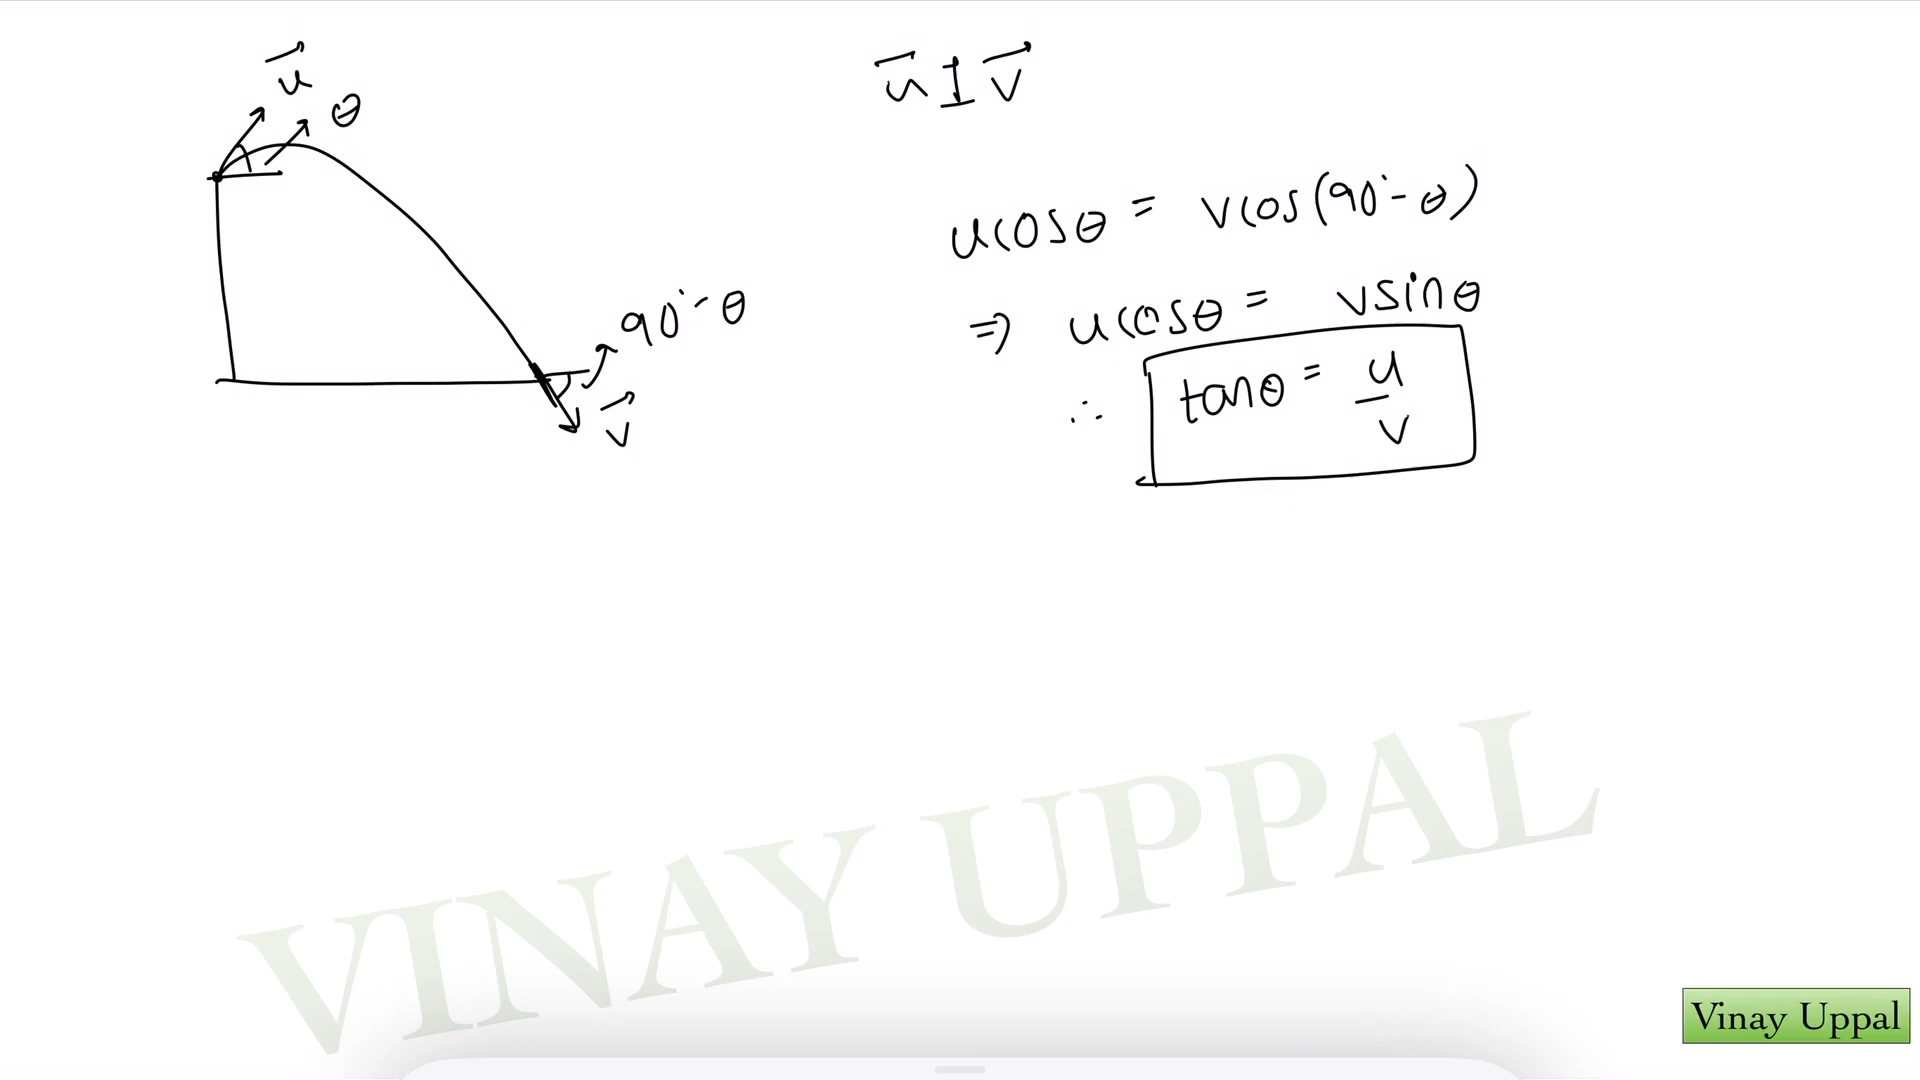 u⃗
θ
90° - θ
v⃗
u⃗ ⊥ v⃗
ucosθ = vcos(90° - θ)
⇒ ucosθ = vsinθ
∴ tanθ = u/v
VINAY UPPAL
Vinay Uppal